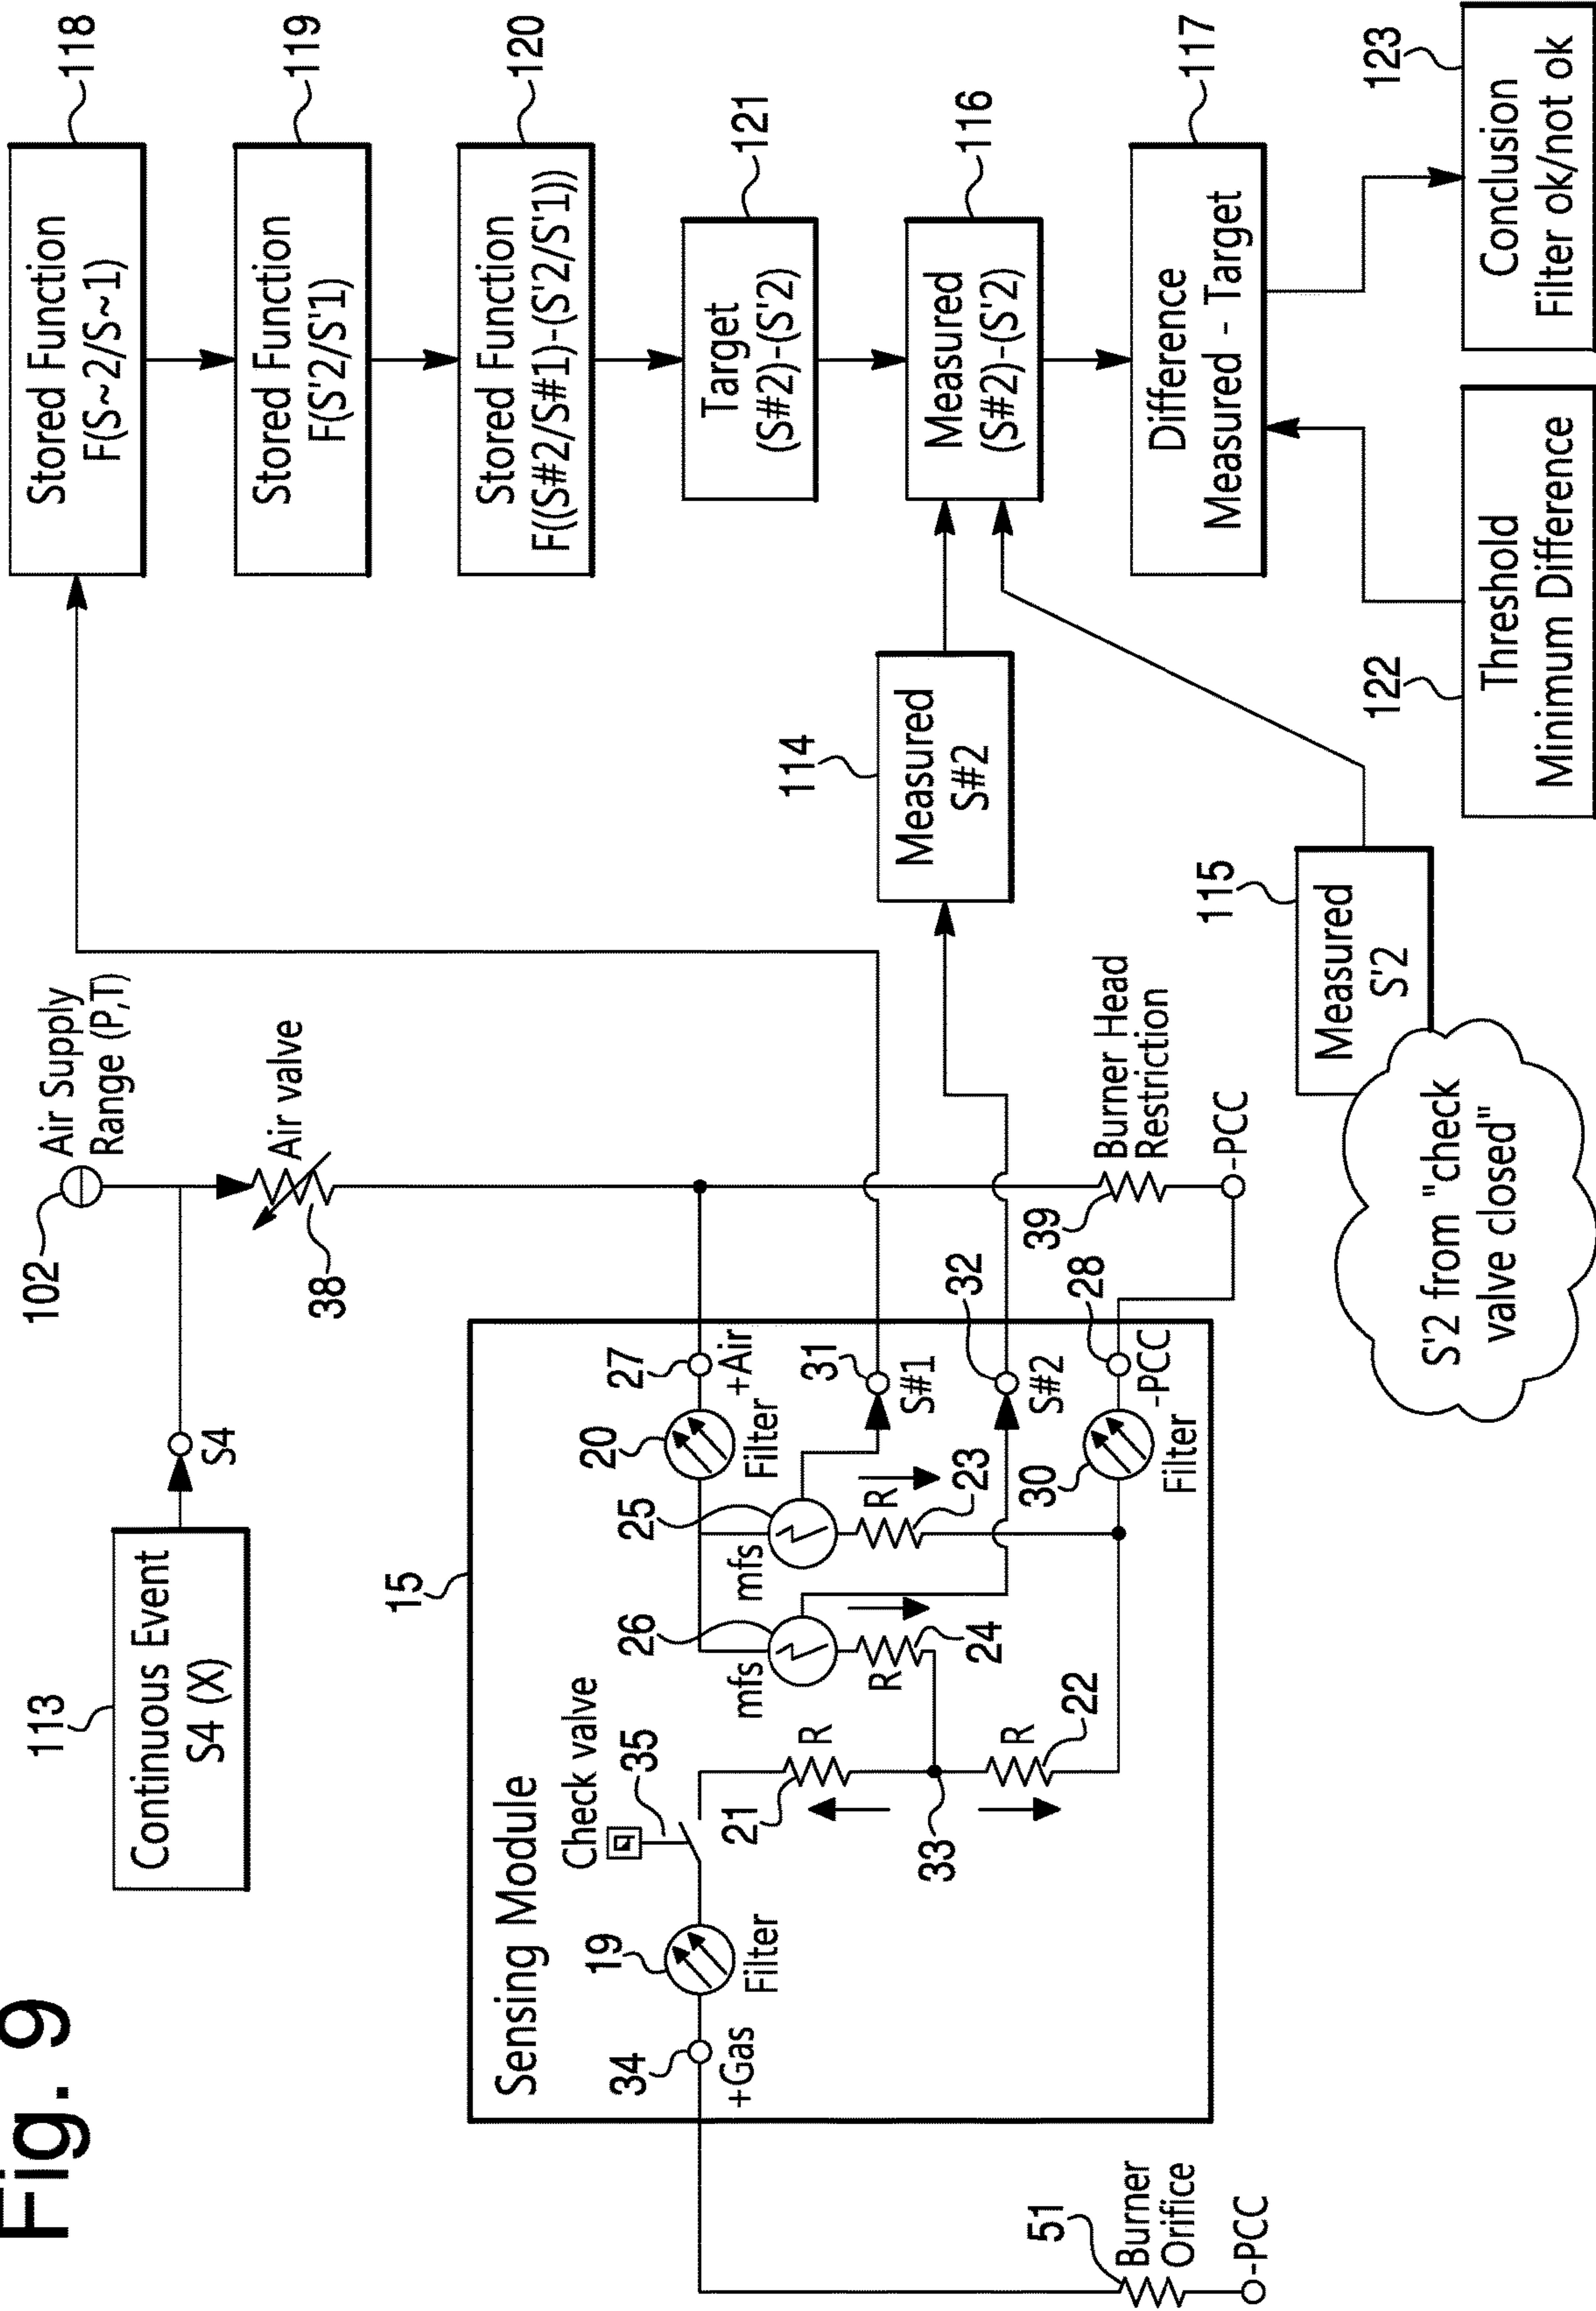 Fig. 9
113
Continuous Event
S4 (X)
S4
102
Air Supply
Range (P,T)
Air valve
38
118
Stored Function
F(S~2/S~1)
119
Stored Function
F(S'2/S'1)
120
Stored Function
F((S#2/S#1)-(S'2/S'1))
121
Target
(S#2)-(S'2)
116
Measured
(S#2)-(S'2)
117
Difference
Measured - Target
114
Measured
S#2
115
Measured
S'2
S'2 from "check
valve closed"
122
Threshold
Minimum Difference
123
Conclusion
Filter ok/not ok
15
Sensing Module
34
+Gas
19
Filter
Check valve
35
21
R
33
22
R
26
mfs
24
R
25
mfs
23
R
20
Filter
27
+Air
31
S#1
32
S#2
30
Filter
28
-PCC
39
Burner Head
Restriction
-PCC
51
Burner
Orifice
-PCC